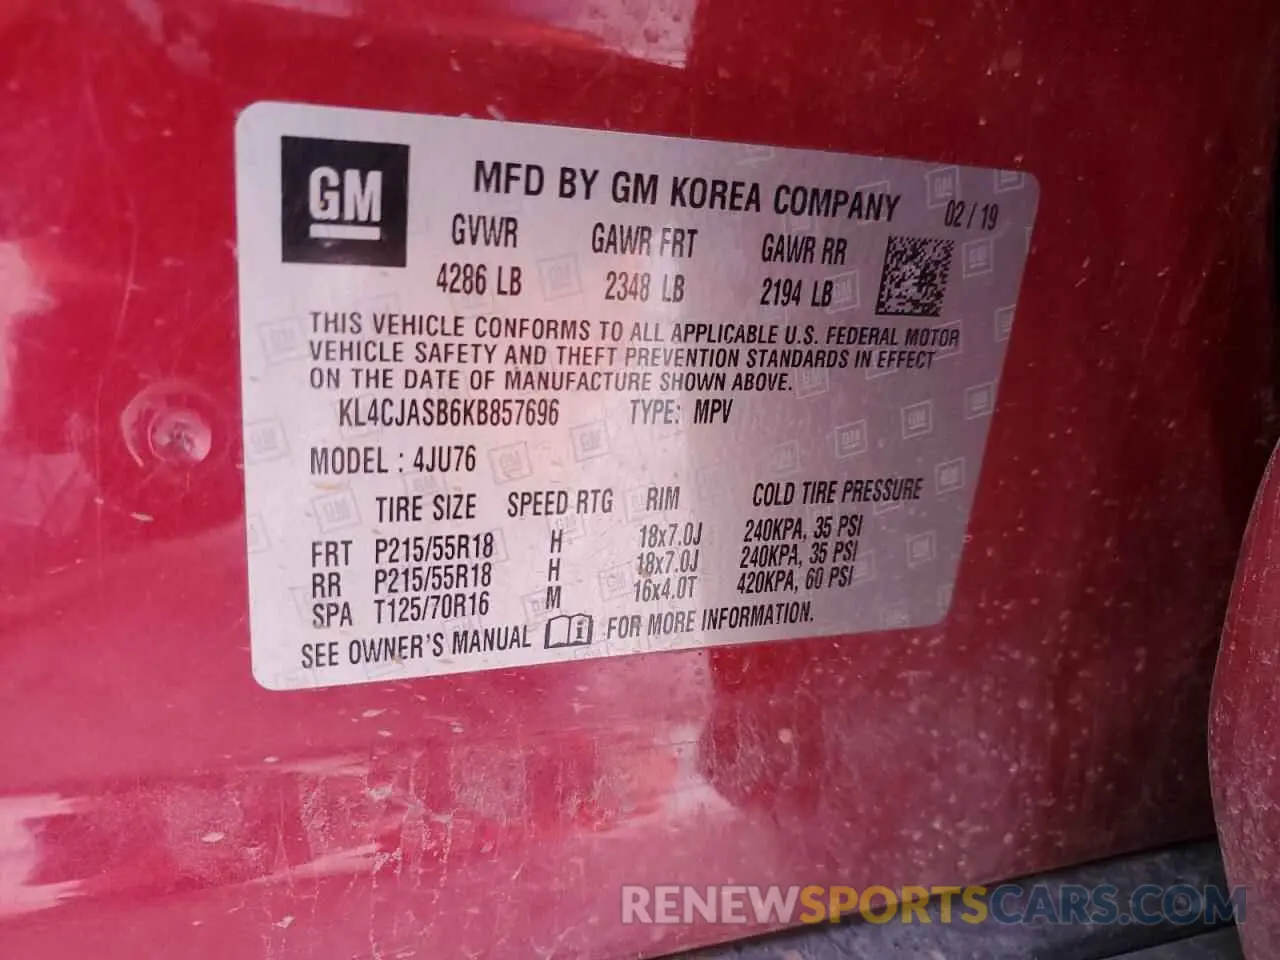 GM
MFD BY GM KOREA COMPANY 02/19
GVWR GAWR FRT GAWR RR
4286 LB 2348 LB 2194 LB
THIS VEHICLE CONFORMS TO ALL APPLICABLE U.S. FEDERAL MOTOR
VEHICLE SAFETY AND THEFT PREVENTION STANDARDS IN EFFECT
ON THE DATE OF MANUFACTURE SHOWN ABOVE.
KL4CJASB6KB857696 TYPE: MPV
MODEL : 4JU76
TIRE SIZE SPEED RTG RIM COLD TIRE PRESSURE
FRT P215/55R18 H 18x7.0J 240KPA, 35 PSI
RR P215/55R18 H 18x7.0J 240KPA, 35 PSI
SPA T125/70R16 M 16x4.0T 420KPA, 60 PSI
SEE OWNER'S MANUAL i FOR MORE INFORMATION.
RENEWSPORTSCARS.COM